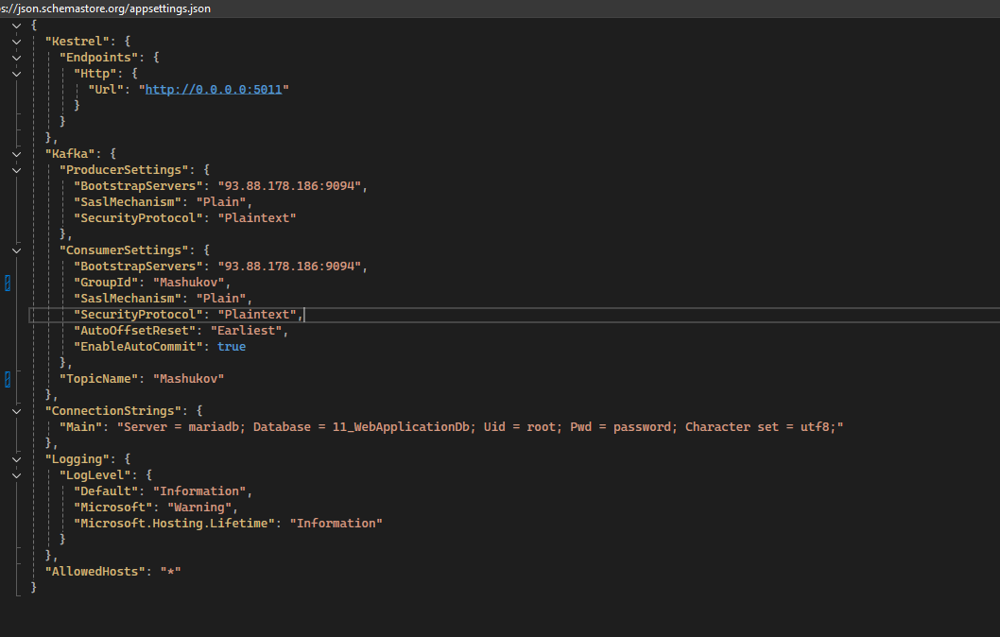 s://json.schemastore.org/appsettings.json
{
"Kestrel": {
"Endpoints": {
"Http": {
"Url": "http://0.0.0.0:5011"
}
}
},
"Kafka": {
"ProducerSettings": {
"BootstrapServers": "93.88.178.186:9094",
"SaslMechanism": "Plain",
"SecurityProtocol": "Plaintext"
},
"ConsumerSettings": {
"BootstrapServers": "93.88.178.186:9094",
"GroupId": "Mashukov",
"SaslMechanism": "Plain",
"SecurityProtocol": "Plaintext",
"AutoOffsetReset": "Earliest",
"EnableAutoCommit": true
},
"TopicName": "Mashukov"
},
"ConnectionStrings": {
"Main": "Server = mariadb; Database = 11_WebApplicationDb; Uid = root; Pwd = password; Character set = utf8;"
},
"Logging": {
"LogLevel": {
"Default": "Information",
"Microsoft": "Warning",
"Microsoft.Hosting.Lifetime": "Information"
}
},
"AllowedHosts": "*"
}